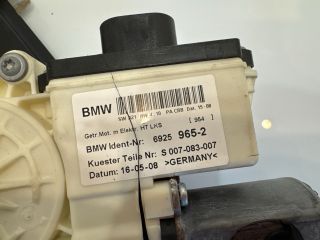 BMW
Getr.Mot. m Elektr. HT LKS [ 364 ]
BMW Ident-Nr: 6925 965-2
Kuester Teile Nr: S 007-083-007
Datum: 16-05-08 >GERMANY<